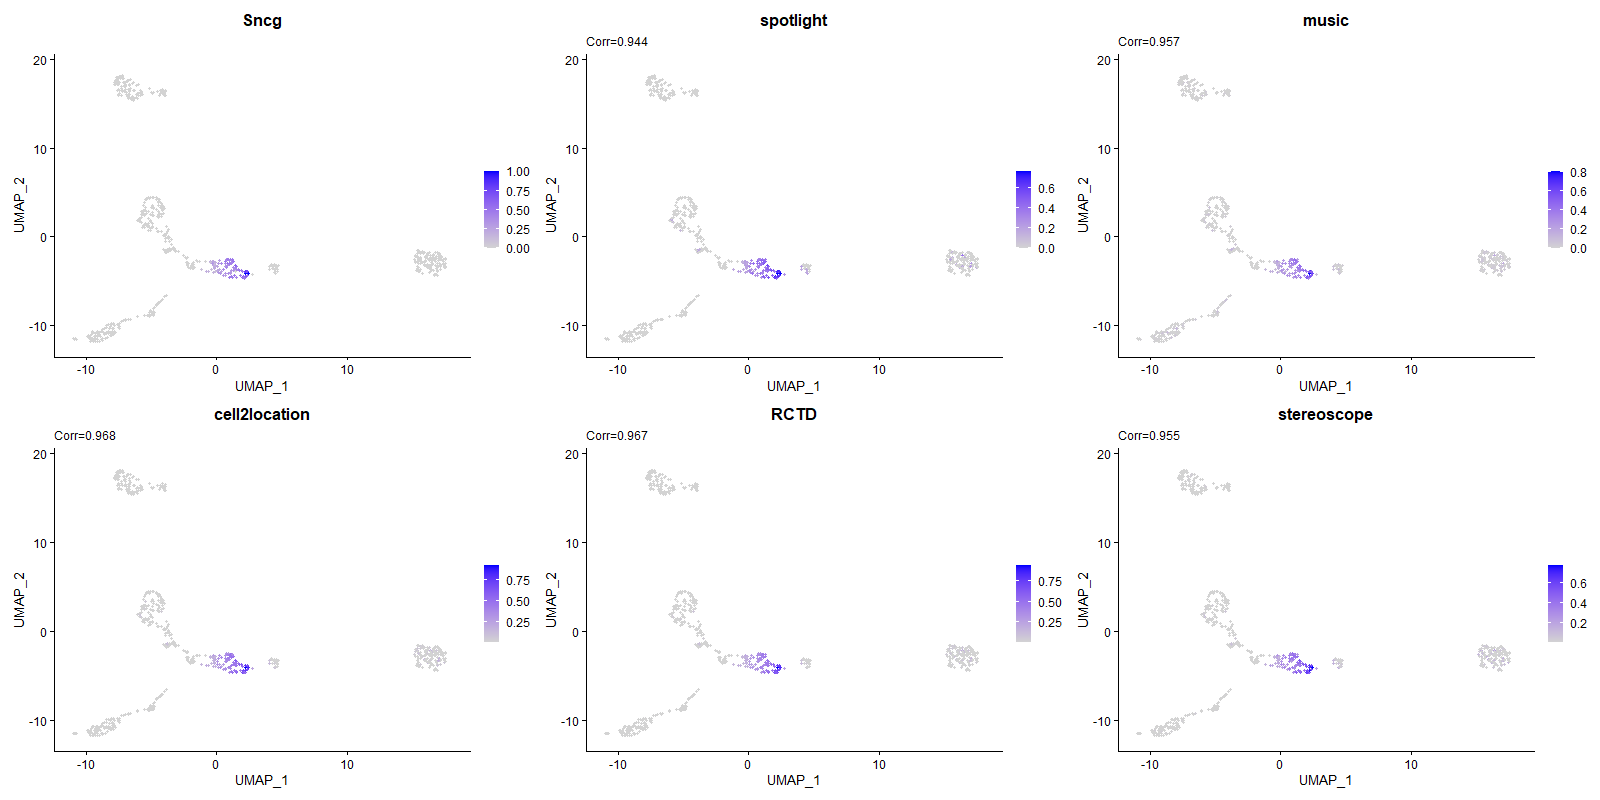 Sncg
20
10
0
-10
-10
0
10
UMAP_1
UMAP_2
1.00
0.75
0.50
0.25
0.00
spotlight
Corr=0.944
20
10
0
-10
-10
0
10
UMAP_1
UMAP_2
0.6
0.4
0.2
0.0
music
Corr=0.957
20
10
0
-10
-10
0
10
UMAP_1
UMAP_2
0.8
0.6
0.4
0.2
0.0
cell2location
Corr=0.968
20
10
0
-10
-10
0
10
UMAP_1
UMAP_2
0.75
0.50
0.25
RCTD
Corr=0.967
20
10
0
-10
-10
0
10
UMAP_1
UMAP_2
0.75
0.50
0.25
stereoscope
Corr=0.955
20
10
0
-10
-10
0
10
UMAP_1
UMAP_2
0.6
0.4
0.2